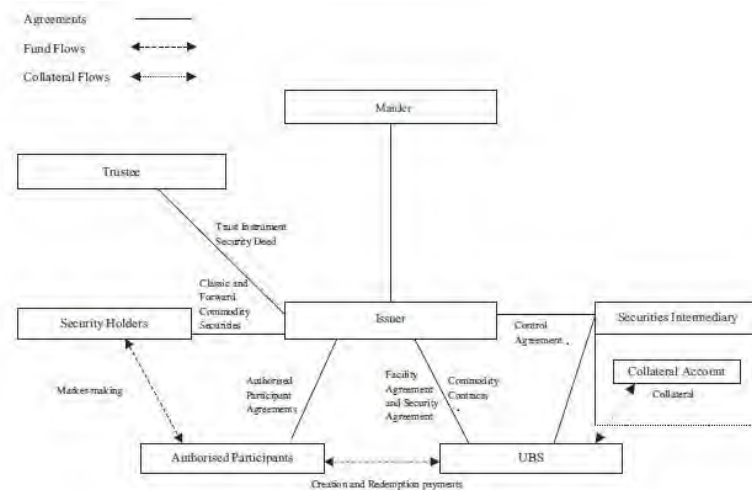 Agreements
Fund Flows
Collateral Flows
ManJer
Trustee
Trust Instrument
Security Deed
Classic and
Forward
Commodity
Securities
Security Holders
Issuer
Securities Intermediary
Control
Agreement
Collateral Account
Collateral
Market-making
Authorised
Participant
Agreements
Facility
Agreement
and Security
Agreement
Commodity
Contracts
Authorised Participants
UBS
Creation and Redemption payments